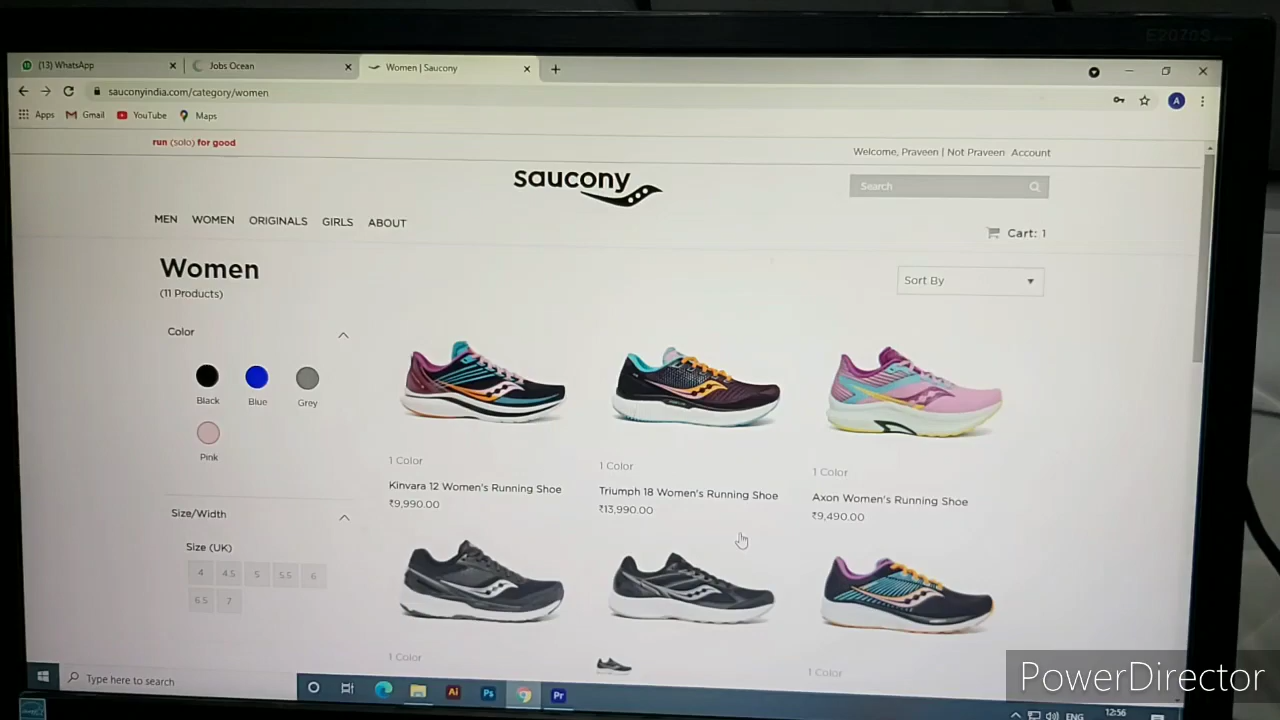 E2070S
(13) WhatsApp
Jobs Ocean
Women | Saucony
sauconyindia.com/category/women
A
Apps
Gmail
YouTube
Maps
run (solo) for good
Welcome, Praveen | Not Praveen Account
saucony
Search
MEN
WOMEN
ORIGINALS
GIRLS
ABOUT
Cart: 1
Women
(11 Products)
Sort By
Color
Black
Blue
Grey
Pink
1 Color
1 Color
1 Color
Kinvara 12 Women's Running Shoe
Triumph 18 Women's Running Shoe
Axon Women's Running Shoe
₹9,990.00
₹13,990.00
₹9,490.00
Size/Width
Size (UK)
4 4.5 5 5.5 6
6.5 7
1 Color
1 Color
Type here to search
Ai
Ps
Pr
ENG
12:56
PowerDirector